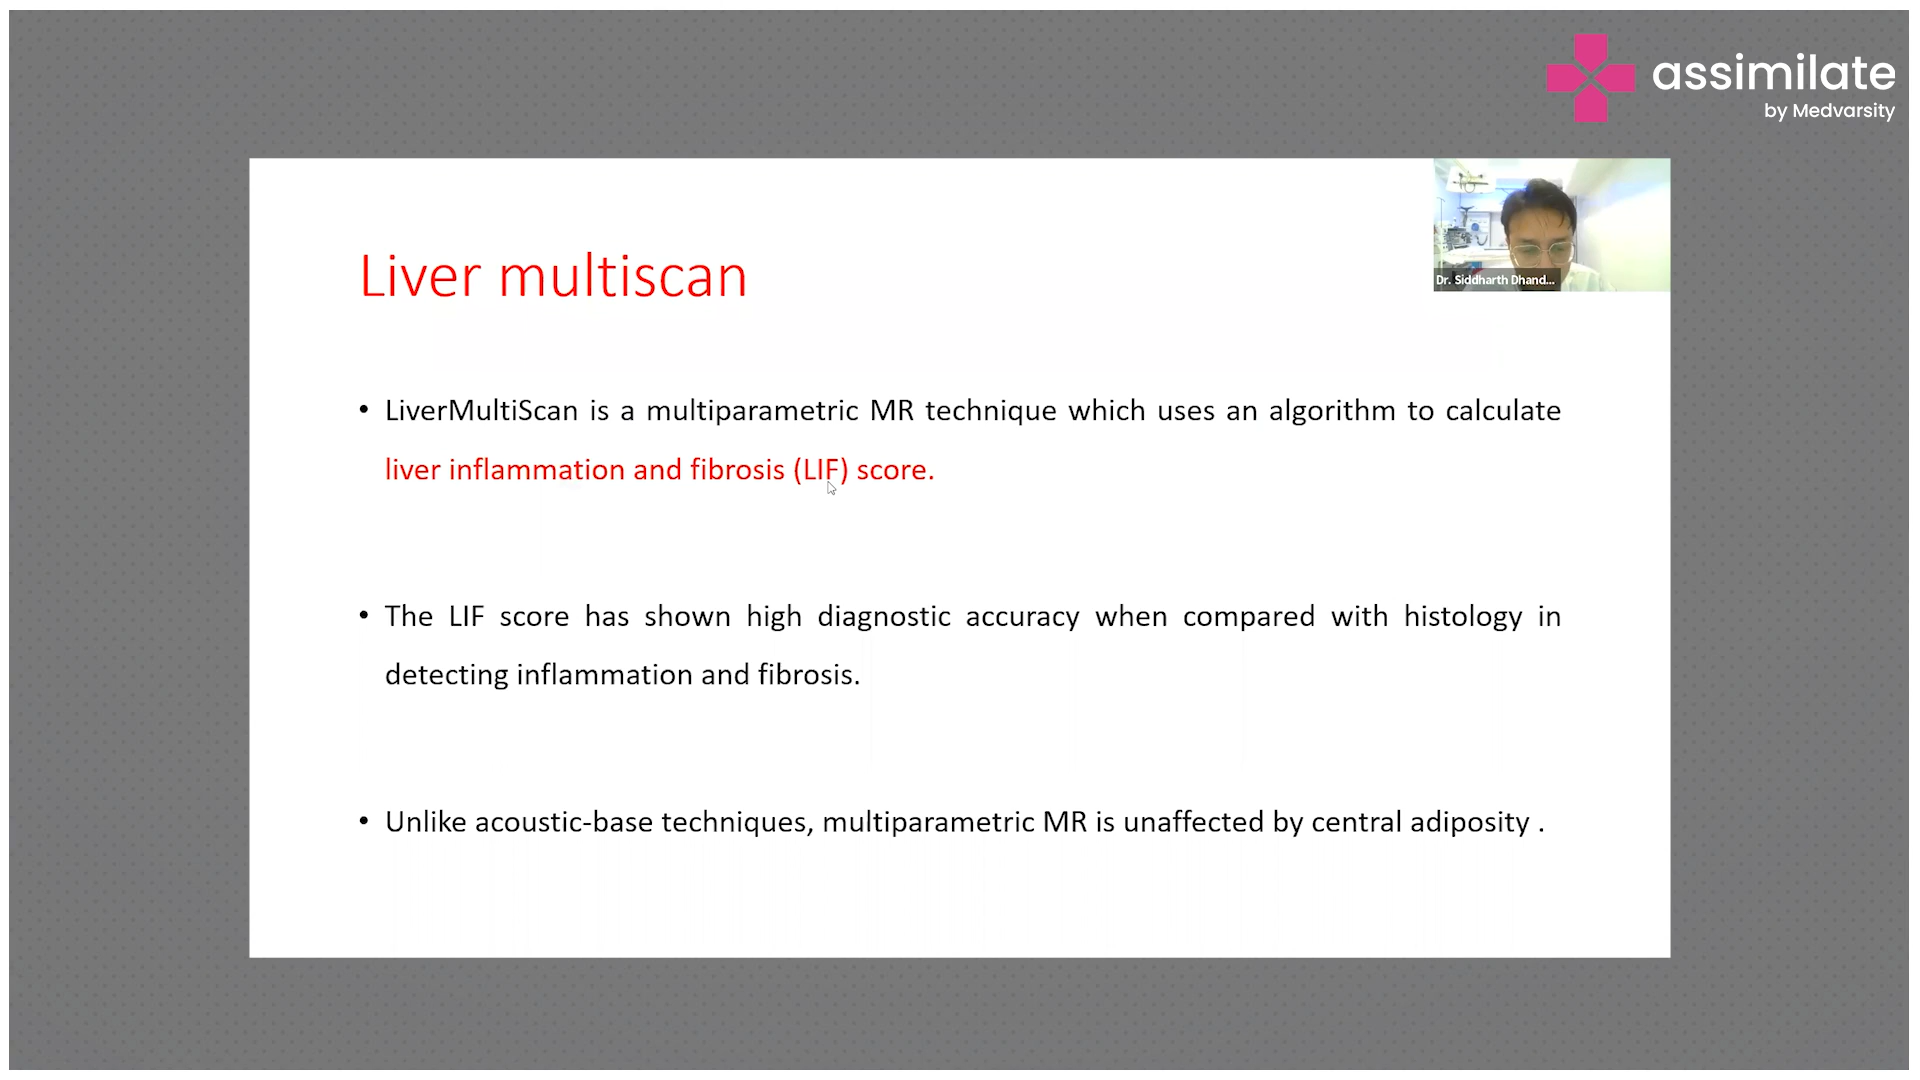 assimilate
by Medvarsity
Dr. Siddharth Dhand...
Liver multiscan
• LiverMultiScan is a multiparametric MR technique which uses an algorithm to calculate
liver inflammation and fibrosis (LIF) score.
• The LIF score has shown high diagnostic accuracy when compared with histology in
detecting inflammation and fibrosis.
• Unlike acoustic-base techniques, multiparametric MR is unaffected by central adiposity .